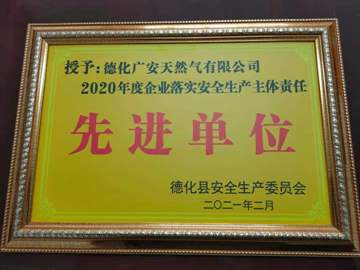 授予：德化广安天然气有限公司
2020年度企业落实安全生产主体责任
先进单位
德化县安全生产委员会
二〇二一年二月